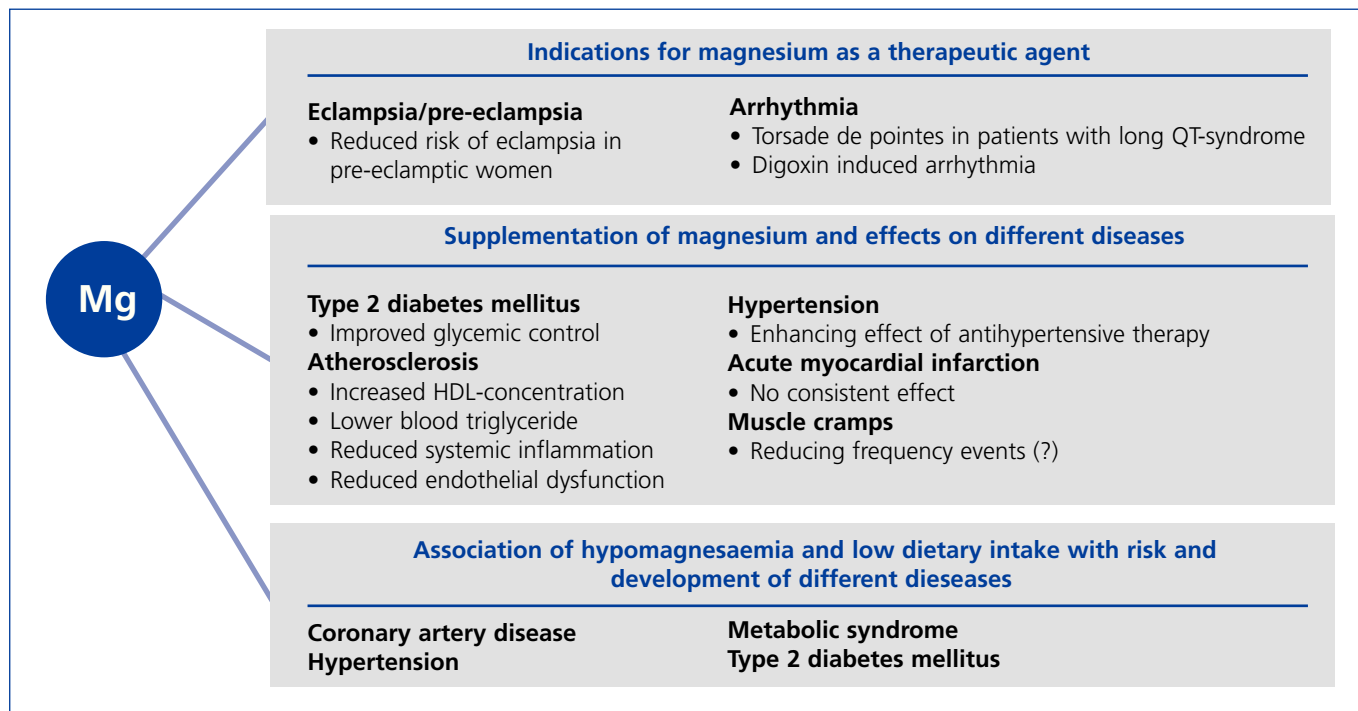 Mg
Indications for magnesium as a therapeutic agent
Eclampsia/pre-eclampsia
• Reduced risk of eclampsia in
pre-eclamptic women
Arrhythmia
• Torsade de pointes in patients with long QT-syndrome
• Digoxin induced arrhythmia
Supplementation of magnesium and effects on different diseases
Type 2 diabetes mellitus
• Improved glycemic control
Atherosclerosis
• Increased HDL-concentration
• Lower blood triglyceride
• Reduced systemic inflammation
• Reduced endothelial dysfunction
Hypertension
• Enhancing effect of antihypertensive therapy
Acute myocardial infarction
• No consistent effect
Muscle cramps
• Reducing frequency events (?)
Association of hypomagnesaemia and low dietary intake with risk and
development of different dieseases
Coronary artery disease
Hypertension
Metabolic syndrome
Type 2 diabetes mellitus